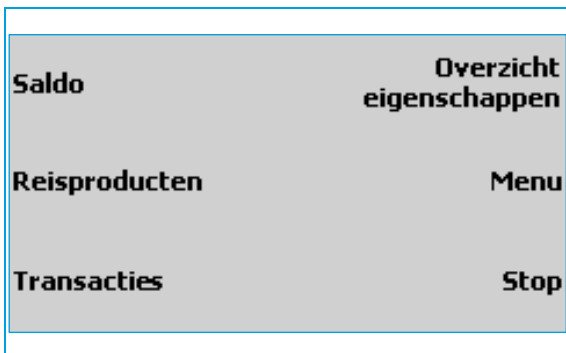 Saldo
Overzicht
eigenschappen
Reisproducten
Menu
Transacties
Stop